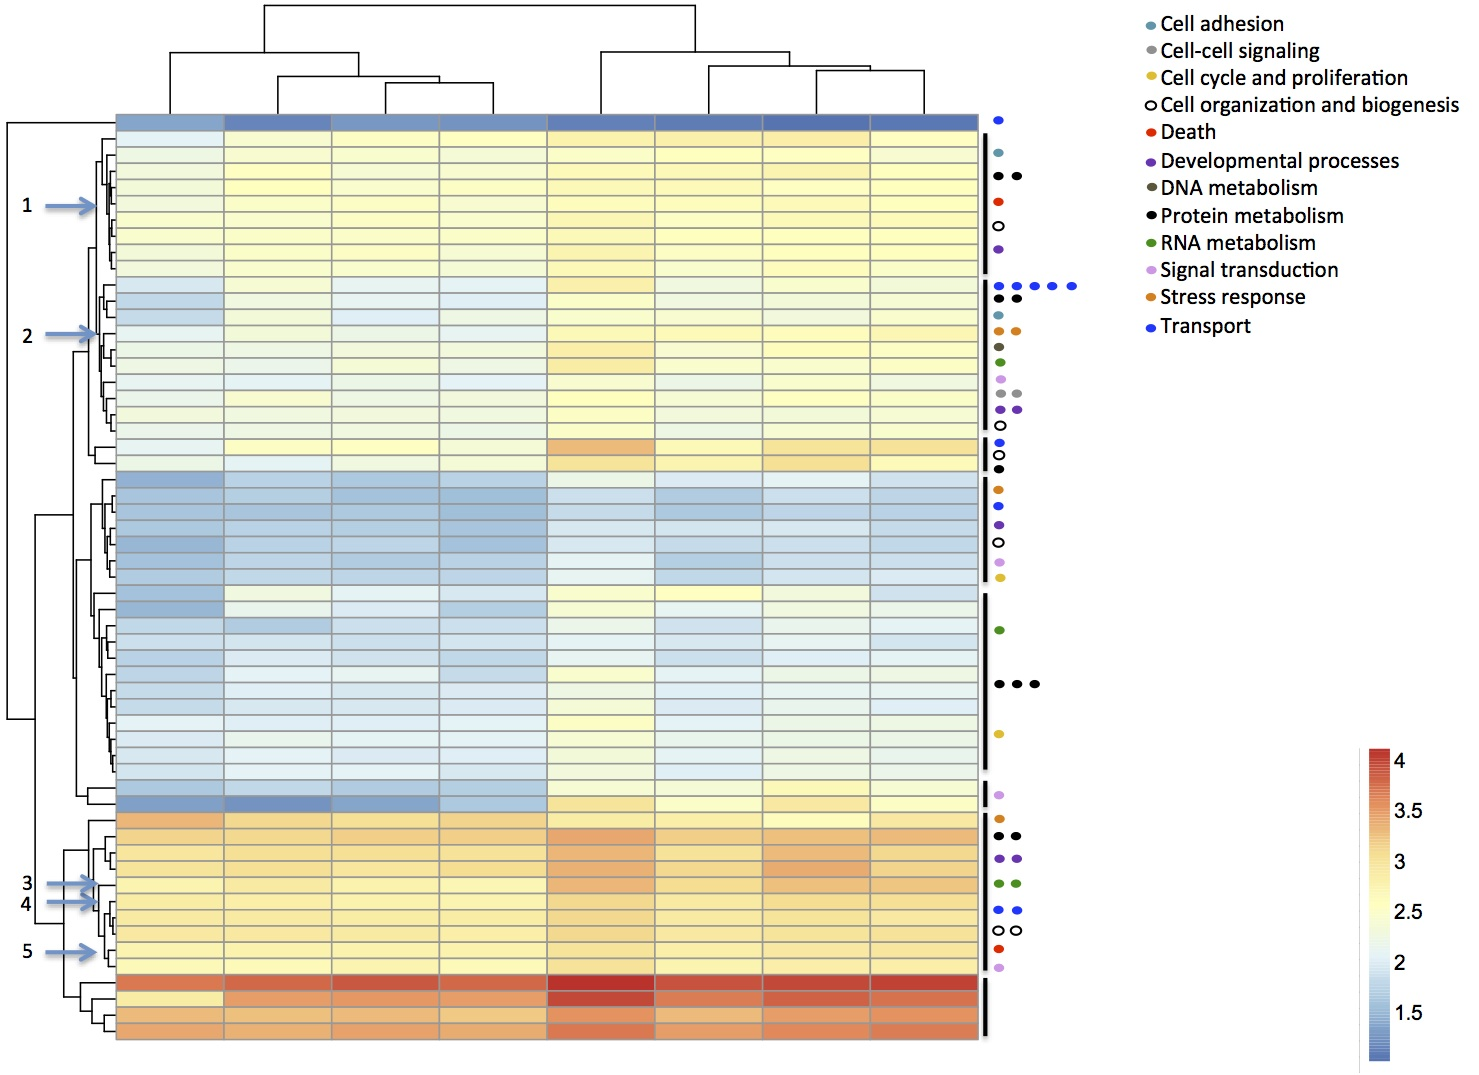 Cell adhesion
Cell-cell signaling
Cell cycle and proliferation
Cell organization and biogenesis
Death
Developmental processes
DNA metabolism
Protein metabolism
RNA metabolism
Signal transduction
Stress response
Transport
1
2
3
4
5
4
3.5
3
2.5
2
1.5